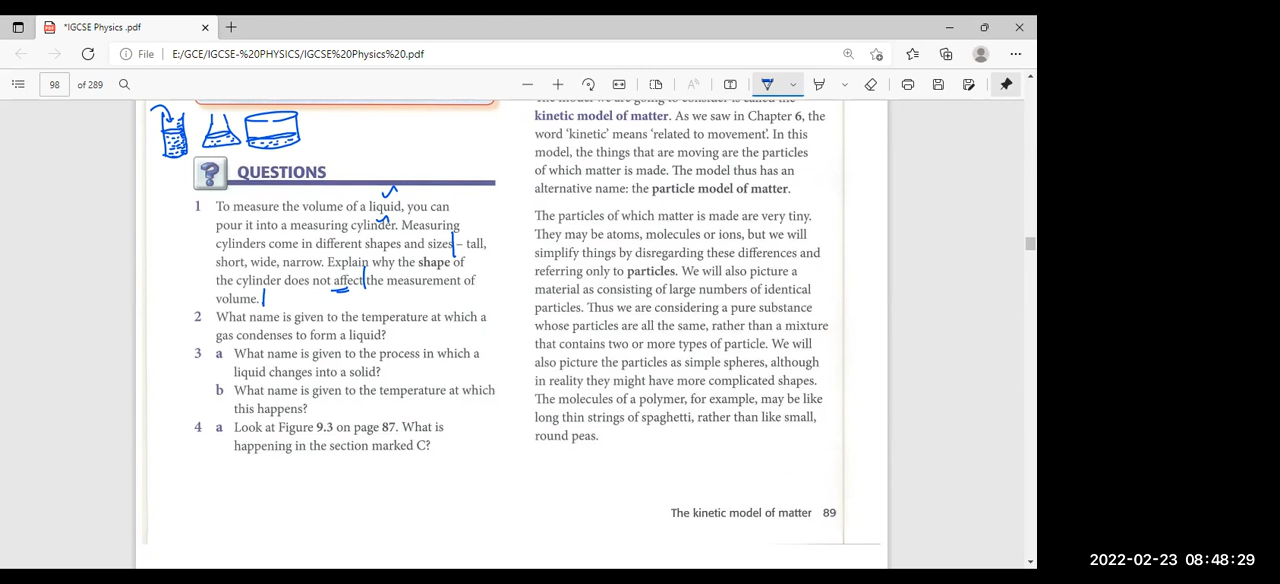 *IGCSE Physics .pdf
File
E:/GCE/IGCSE-%20PHYSICS/IGCSE%20Physics%20.pdf
98
of 289
QUESTIONS
1 To measure the volume of a liquid, you can
pour it into a measuring cylinder. Measuring
cylinders come in different shapes and sizes – tall,
short, wide, narrow. Explain why the shape of
the cylinder does not affect the measurement of
volume.
2 What name is given to the temperature at which a
gas condenses to form a liquid?
3 a What name is given to the process in which a
liquid changes into a solid?
b What name is given to the temperature at which
this happens?
4 a Look at Figure 9.3 on page 87. What is
happening in the section marked C?
The model we are going to consider is called the
kinetic model of matter. As we saw in Chapter 6, the
word ‘kinetic’ means ‘related to movement’. In this
model, the things that are moving are the particles
of which matter is made. The model thus has an
alternative name: the particle model of matter.
The particles of which matter is made are very tiny.
They may be atoms, molecules or ions, but we will
simplify things by disregarding these differences and
referring only to particles. We will also picture a
material as consisting of large numbers of identical
particles. Thus we are considering a pure substance
whose particles are all the same, rather than a mixture
that contains two or more types of particle. We will
also picture the particles as simple spheres, although
in reality they might have more complicated shapes.
The molecules of a polymer, for example, may be like
long thin strings of spaghetti, rather than like small,
round peas.
The kinetic model of matter 89
2022-02-23 08:48:29